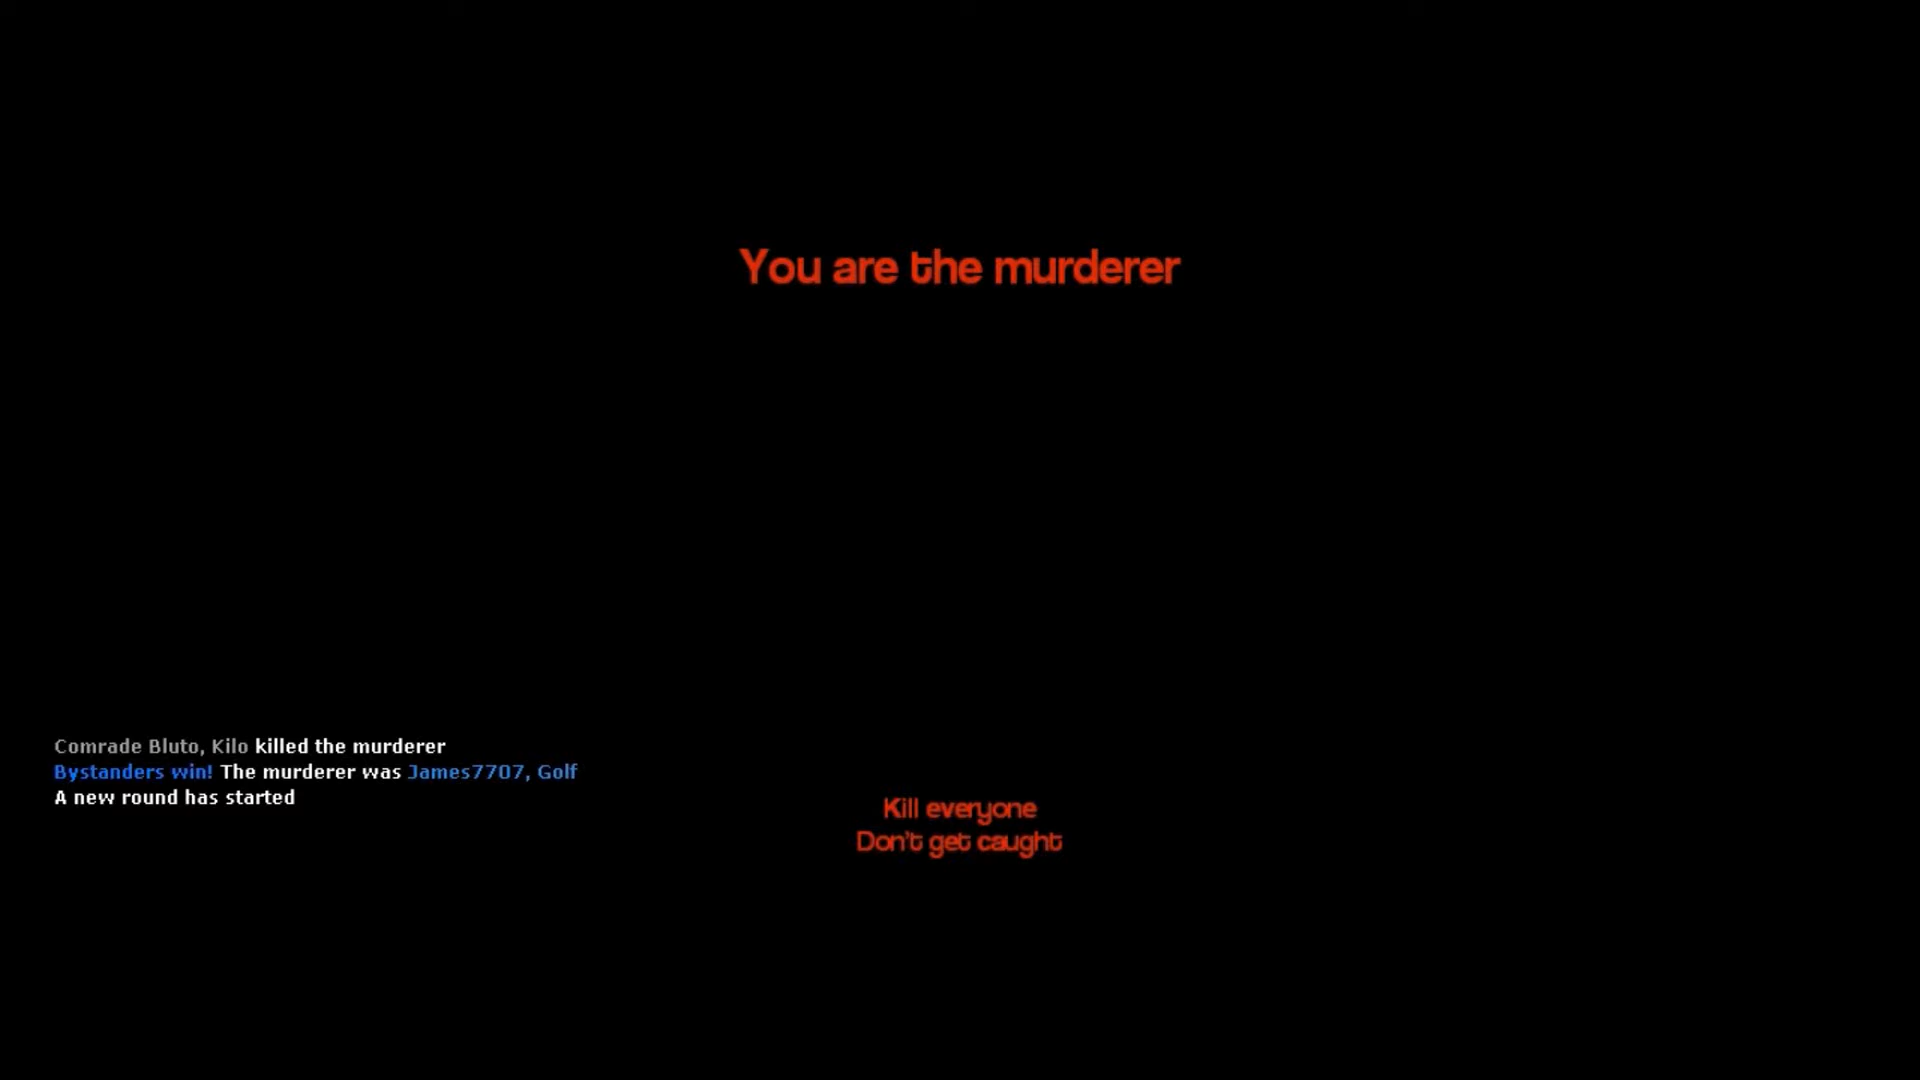 You are the murderer
Comrade Bluto, Kilo killed the murderer
Bystanders win! The murderer was James7707, Golf
A new round has started
Kill everyone
Don't get caught